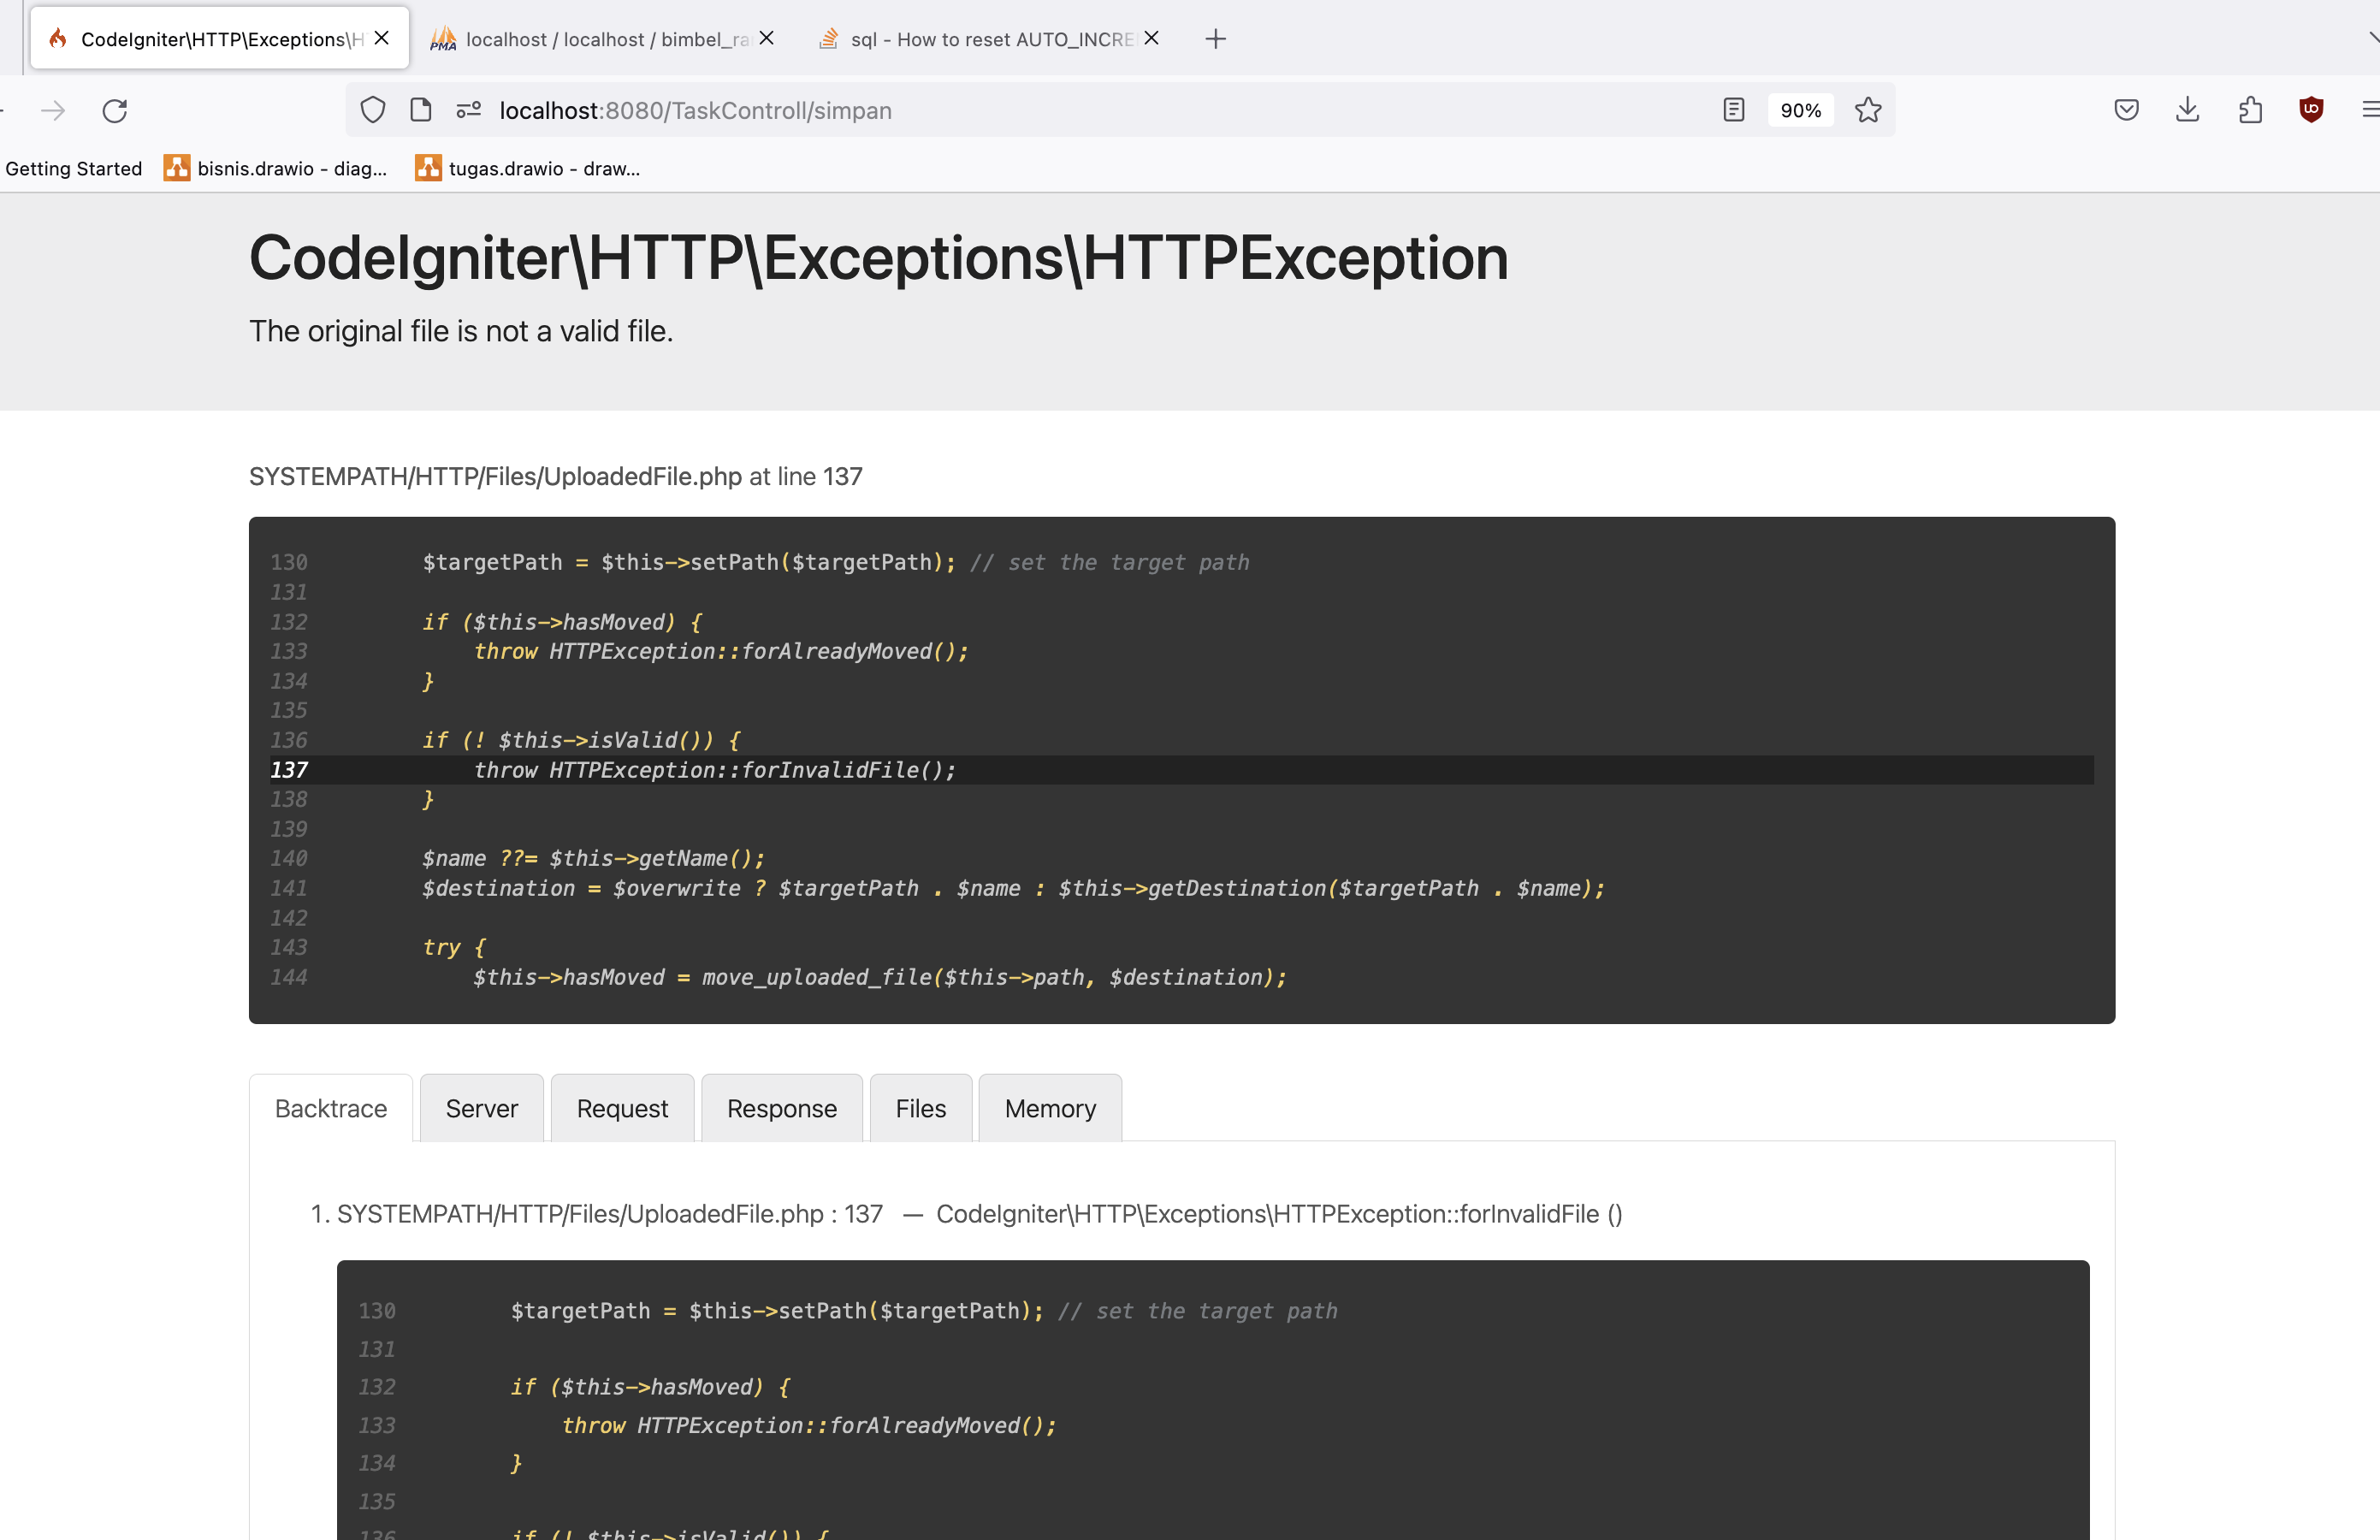 CodeIgniter\HTTP\Exceptions\H
localhost / localhost / bimbel_ra
sql - How to reset AUTO_INCRE
localhost:8080/TaskControll/simpan
90%
Getting Started
bisnis.drawio - diag...
tugas.drawio - draw...
CodeIgniter\HTTP\Exceptions\HTTPException
The original file is not a valid file.
SYSTEMPATH/HTTP/Files/UploadedFile.php at line 137
130 $targetPath = $this->setPath($targetPath); // set the target path
131
132 if ($this->hasMoved) {
133 throw HTTPException::forAlreadyMoved();
134 }
135
136 if (! $this->isValid()) {
137 throw HTTPException::forInvalidFile();
138 }
139
140 $name ??= $this->getName();
141 $destination = $overwrite ? $targetPath . $name : $this->getDestination($targetPath . $name);
142
143 try {
144 $this->hasMoved = move_uploaded_file($this->path, $destination);
Backtrace
Server
Request
Response
Files
Memory
1. SYSTEMPATH/HTTP/Files/UploadedFile.php : 137 — CodeIgniter\HTTP\Exceptions\HTTPException::forInvalidFile ()
130 $targetPath = $this->setPath($targetPath); // set the target path
131
132 if ($this->hasMoved) {
133 throw HTTPException::forAlreadyMoved();
134 }
135
136 if (! $this->isValid()) {